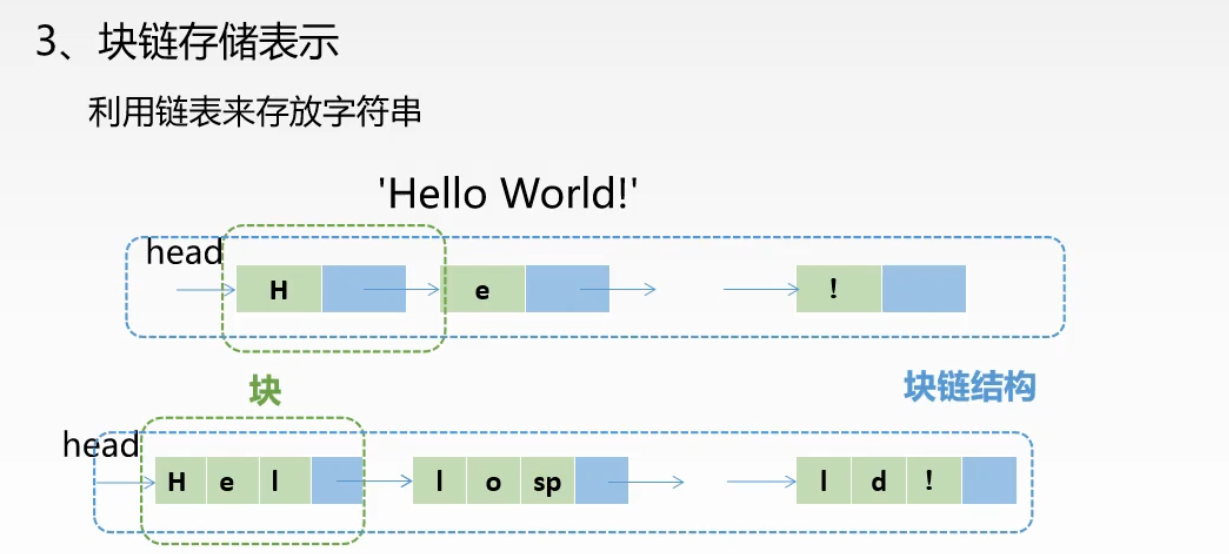 3、块链存储表示
利用链表来存放字符串
'Hello World!'
head
H e !
块 块链结构
head
H e l l o sp l d !